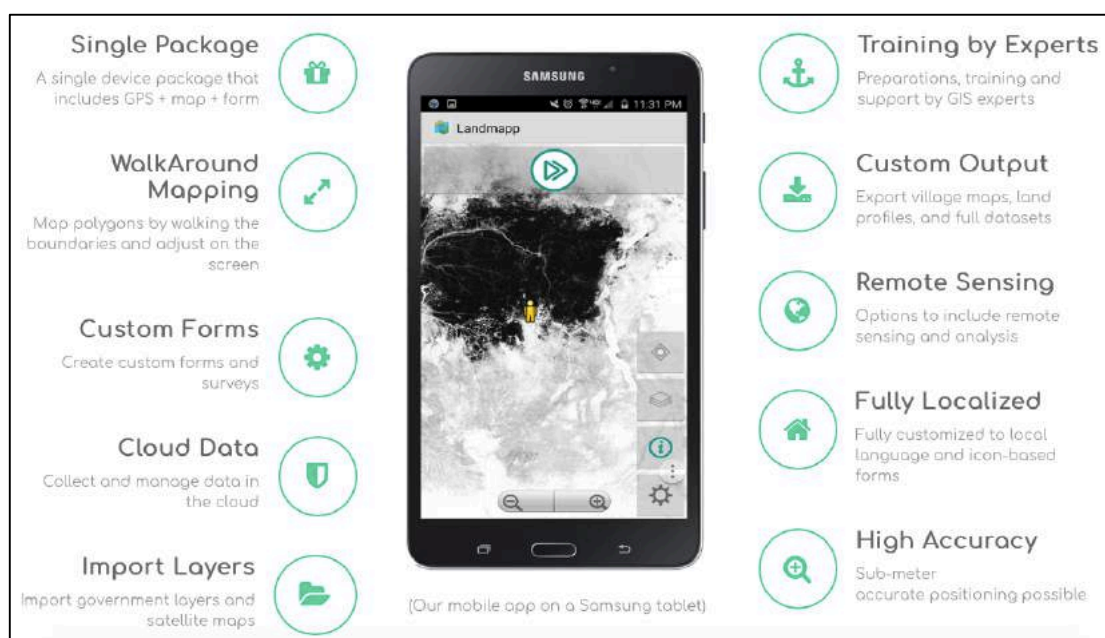 Single Package
A single device package that
includes GPS + map + form
WalkAround
Mapping
Map polygons by walking the
boundaries and adjust on the
screen
Custom Forms
Create custom forms and
surveys
Cloud Data
Collect and manage data in
the cloud
Import Layers
Import government layers and
satellite maps
SAMSUNG
11:31 PM
Landmapp
(Our mobile app on a Samsung tablet)
Training by Experts
Preparations, training and
support by GIS experts
Custom Output
Export village maps, land
profiles, and full datasets
Remote Sensing
Options to include remote
sensing and analysis
Fully Localized
Fully customized to local
language and icon-based
forms
High Accuracy
Sub-meter
accurate positioning possible